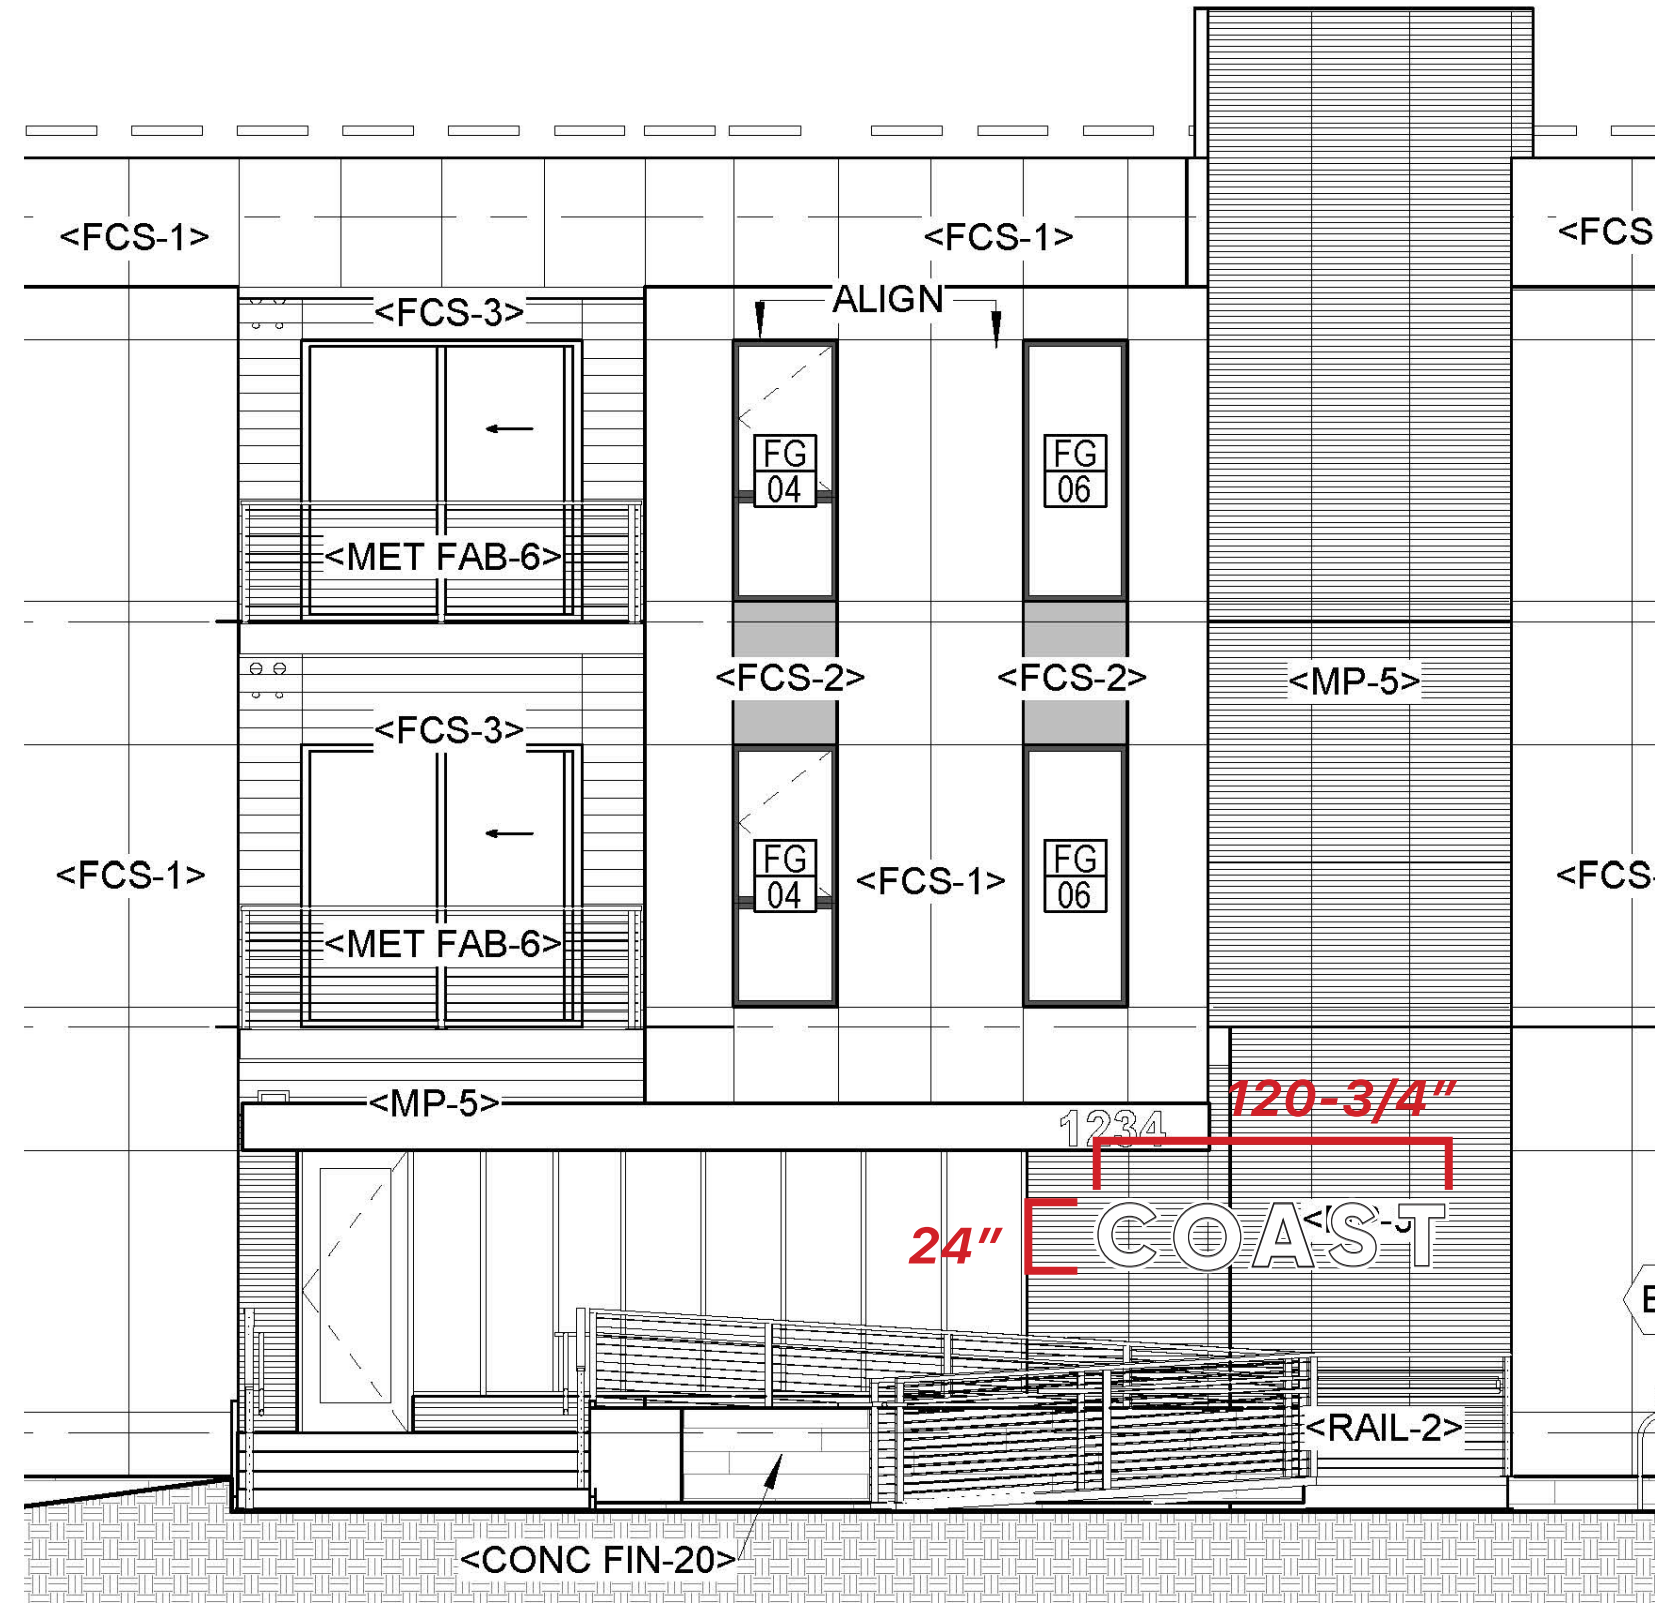 <FCS-1>
<FCS-1>
<FCS
<FCS-3>
ALIGN
FG
04
FG
06
<MET FAB-6>
<FCS-2>
<FCS-2>
<MP-5>
<FCS-3>
FG
04
FG
06
<FCS-1>
<FCS-1>
<FCS-
<MET FAB-6>
<MP-5>
1234
120-3/4"
24"
COAST
<RAIL-2>
<CONC FIN-20>